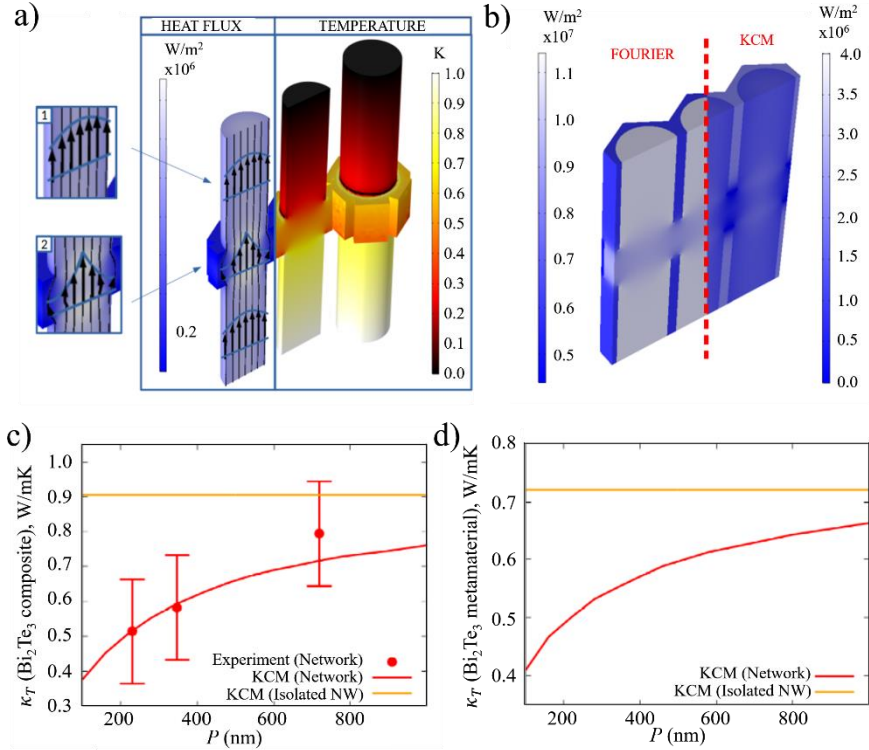 a)
HEAT FLUX
TEMPERATURE
W/m²
x10⁶
K
1
2
0.2
1.0
0.9
0.8
0.7
0.6
0.5
0.4
0.3
0.2
0.1
0.0
b)
W/m²
x10⁷
FOURIER
KCM
W/m²
x10⁶
1.1
1.0
0.9
0.8
0.7
0.6
0.5
4.0
3.5
3.0
2.5
2.0
1.5
1.0
0.5
0.0
c)
κT (Bi₂Te₃ composite), W/mK
1.0
0.9
0.8
0.7
0.6
0.5
0.4
0.3
Experiment (Network)
KCM (Network)
KCM (Isolated NW)
200 400 600 800
P (nm)
d)
κT (Bi₂Te₃ metamaterial), W/mK
0.8
0.7
0.6
0.5
0.4
KCM (Network)
KCM (Isolated NW)
200 400 600 800
P (nm)